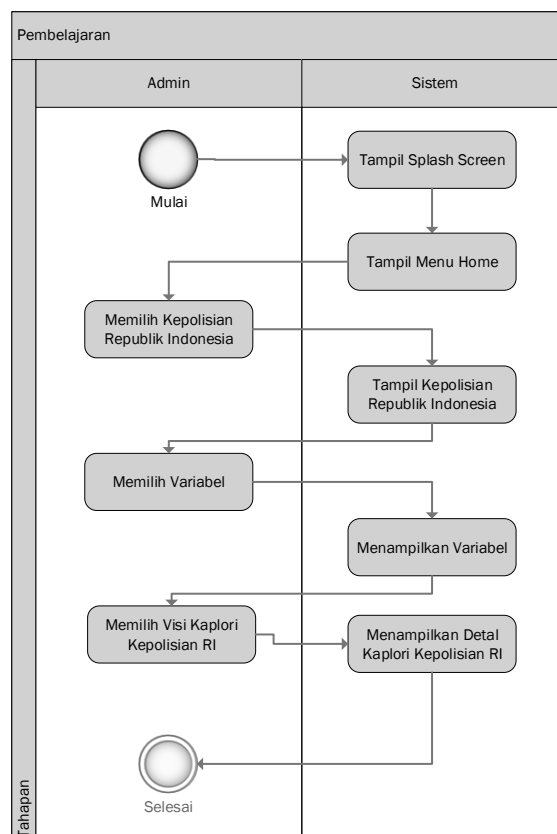 Pembelajaran
Admin
Sistem
Tampil Splash Screen
Mulai
Tampil Menu Home
Memilih Kepolisian
Republik Indonesia
Tampil Kepolisian
Republik Indonesia
Memilih Variabel
Menampilkan Variabel
Memilih Visi Kaplori
Kepolisian RI
Menampilkan Detal
Kaplori Kepolisian RI
Selesai
Tahapan